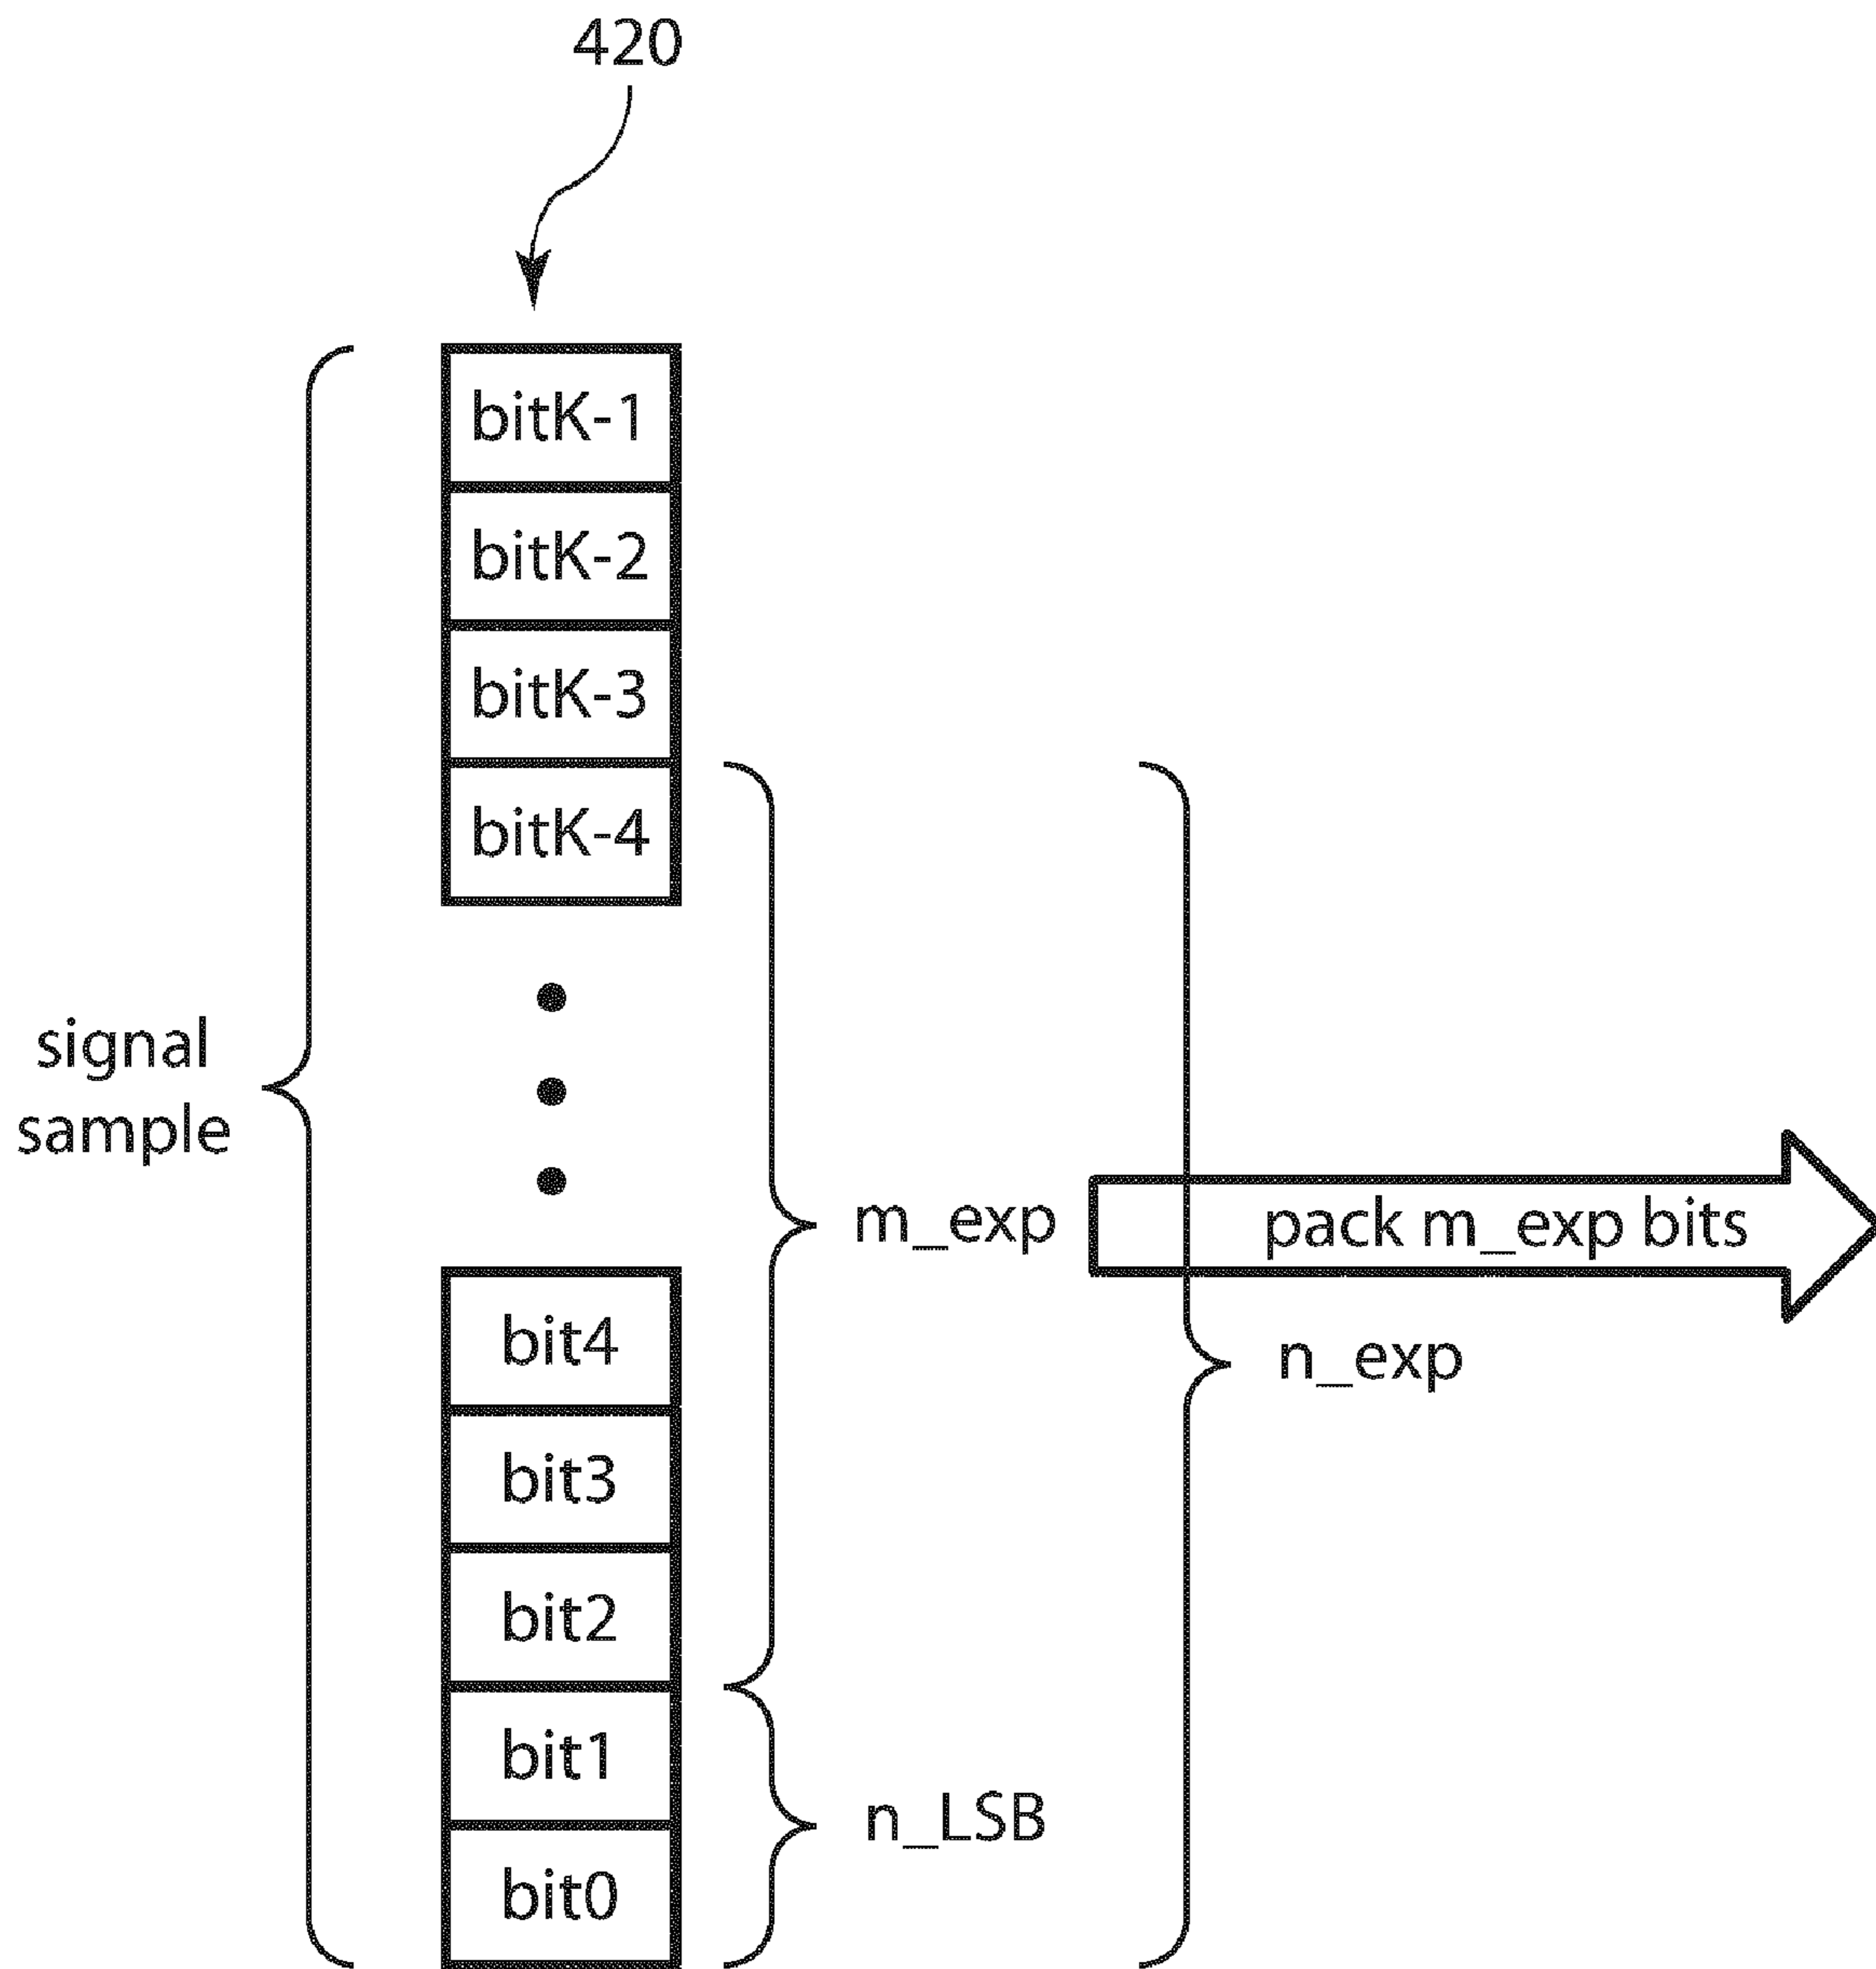 420
bitK-1
bitK-2
bitK-3
bitK-4
signal
sample
m_exp
pack m_exp bits
bit4
n_exp
bit3
bit2
bit1
n_LSB
bit0